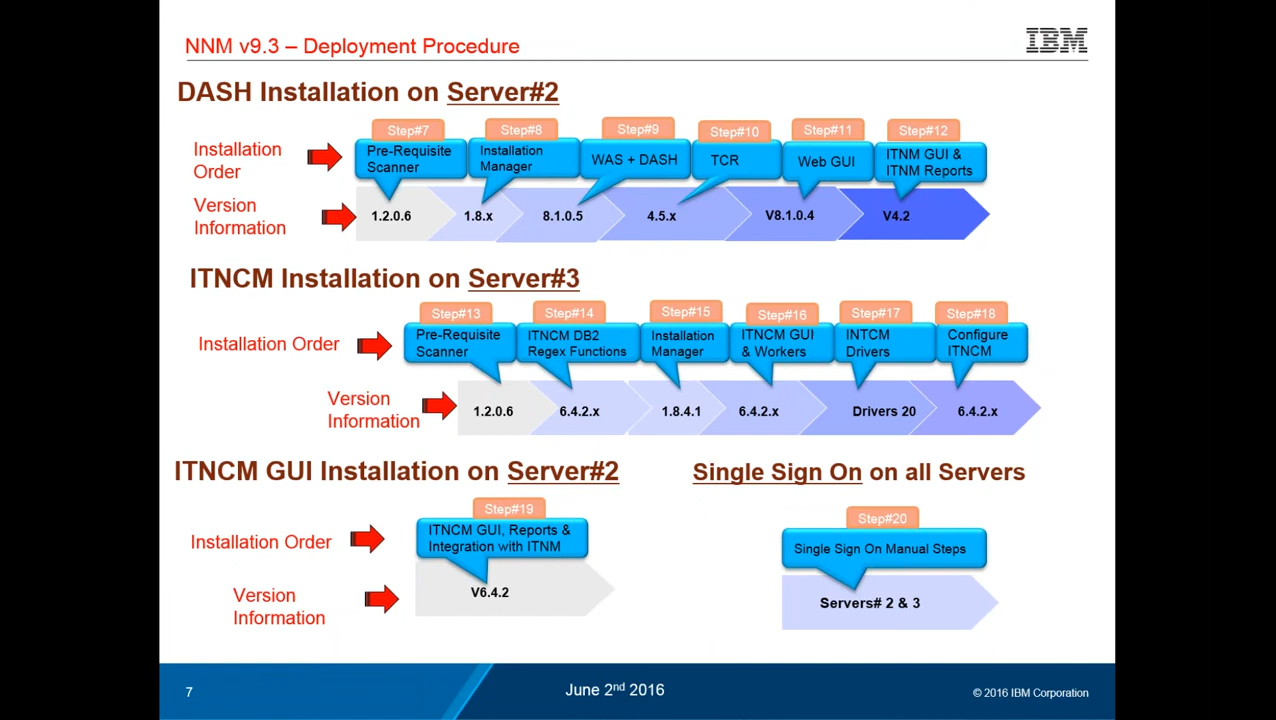 NNM v9.3 – Deployment Procedure
IBM
DASH Installation on Server#2
Installation
Order
Step#7
Pre-Requisite
Scanner
Step#8
Installation
Manager
Step#9
WAS + DASH
Step#10
TCR
Step#11
Web GUI
Step#12
ITNM GUI &
ITNM Reports
Version
Information
1.2.0.6
1.8.x
8.1.0.5
4.5.x
V8.1.0.4
V4.2
ITNCM Installation on Server#3
Installation Order
Step#13
Pre-Requisite
Scanner
Step#14
ITNCM DB2
Regex Functions
Step#15
Installation
Manager
Step#16
ITNCM GUI
& Workers
Step#17
INTCM
Drivers
Step#18
Configure
ITNCM
Version
Information
1.2.0.6
6.4.2.x
1.8.4.1
6.4.2.x
Drivers 20
6.4.2.x
ITNCM GUI Installation on Server#2
Installation Order
Step#19
ITNCM GUI, Reports &
Integration with ITNM
Version
Information
V6.4.2
Single Sign On on all Servers
Step#20
Single Sign On Manual Steps
Servers# 2 & 3
7
June 2nd 2016
© 2016 IBM Corporation